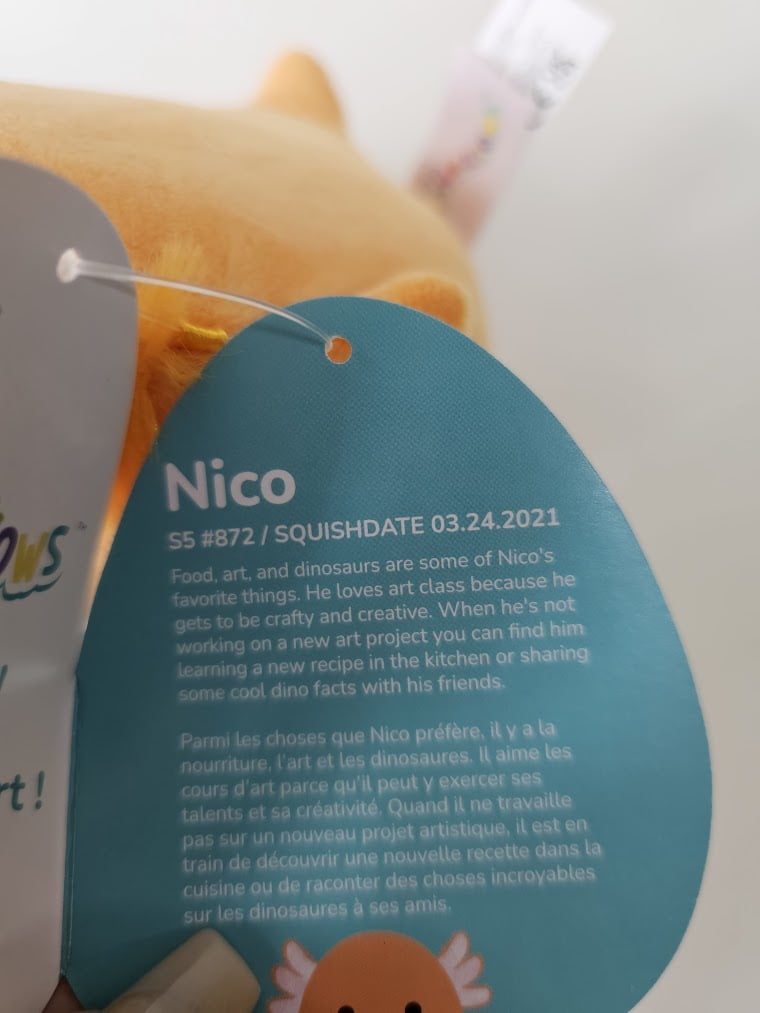 ows™
rt !
Nico
S5 #872 / SQUISHDATE 03.24.2021
Food, art, and dinosaurs are some of Nico's
favorite things. He loves art class because he
gets to be crafty and creative. When he's not
working on a new art project you can find him
learning a new recipe in the kitchen or sharing
some cool dino facts with his friends.
Parmi les choses que Nico préfère, il y a la
nourriture, l'art et les dinosaures. Il aime les
cours d'art parce qu'il peut y exercer ses
talents et sa créativité. Quand il ne travaille
pas sur un nouveau projet artistique, il est en
train de découvrir une nouvelle recette dans la
cuisine ou de raconter des choses incroyables
sur les dinosaures à ses amis.